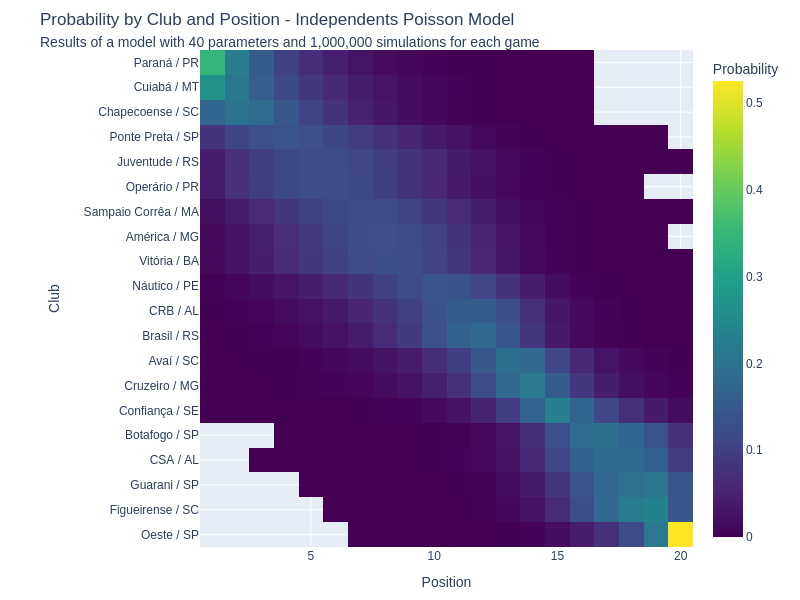 Probability by Club and Position - Independents Poisson Model
Results of a model with 40 parameters and 1,000,000 simulations for each game
Probability
Club
Paraná / PR
Cuiabá / MT
Chapecoense / SC
Ponte Preta / SP
Juventude / RS
Operário / PR
Sampaio Corrêa / MA
América / MG
Vitória / BA
Náutico / PE
CRB / AL
Brasil / RS
Avaí / SC
Cruzeiro / MG
Confiança / SE
Botafogo / SP
CSA / AL
Guarani / SP
Figueirense / SC
Oeste / SP
0.5
0.4
0.3
0.2
0.1
0
5 10 15 20
Position